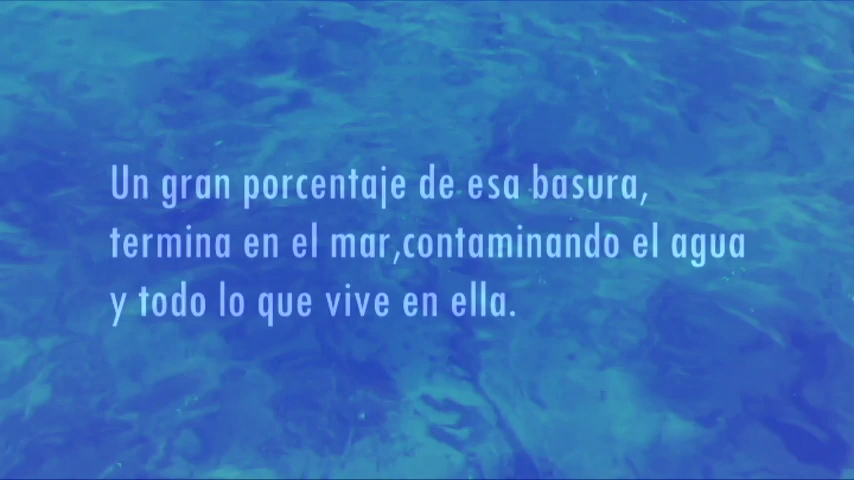 Un gran porcentaje de esa basura,
termina en el mar,contaminando el agua
y todo lo que vive en ella.